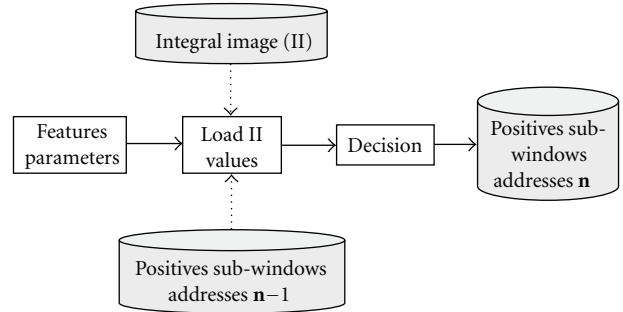 Integral image (II)
Features
parameters
Load II
values
Decision
Positives sub-
windows
addresses n
Positives sub-windows
addresses n−1